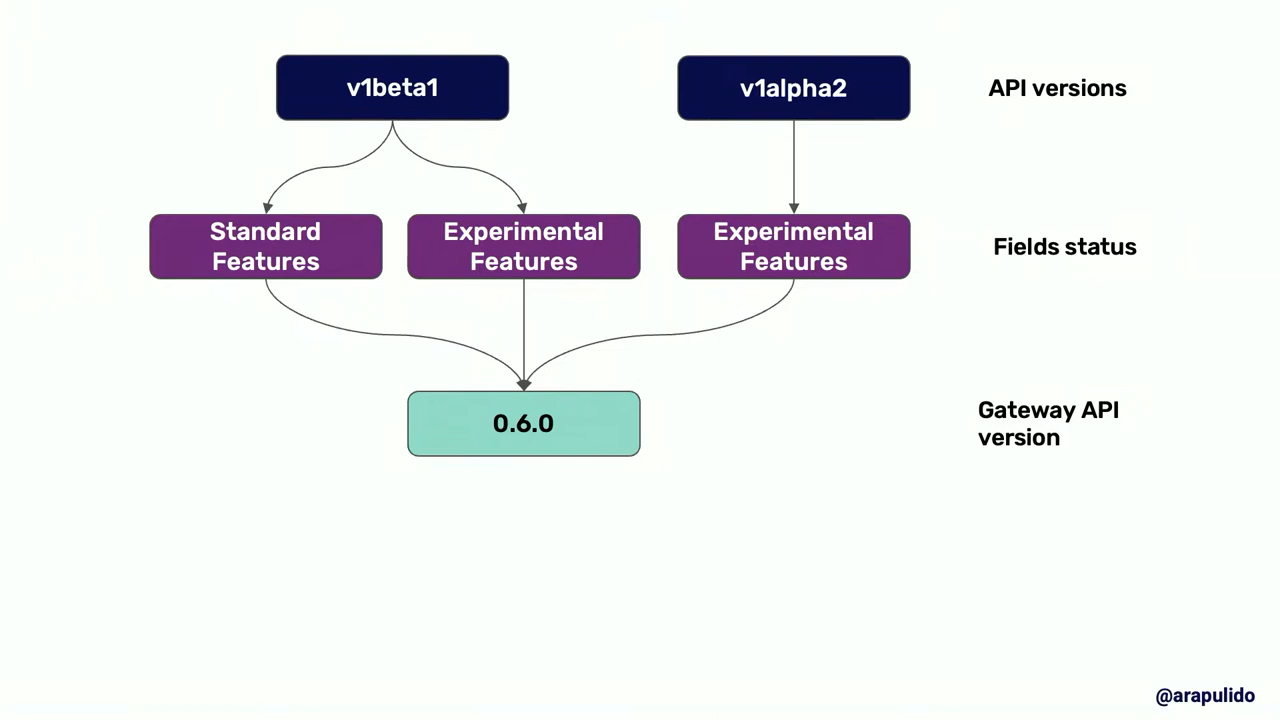 v1beta1
v1alpha2
API versions
Standard
Features
Experimental
Features
Experimental
Features
Fields status
0.6.0
Gateway API
version
@arapulido